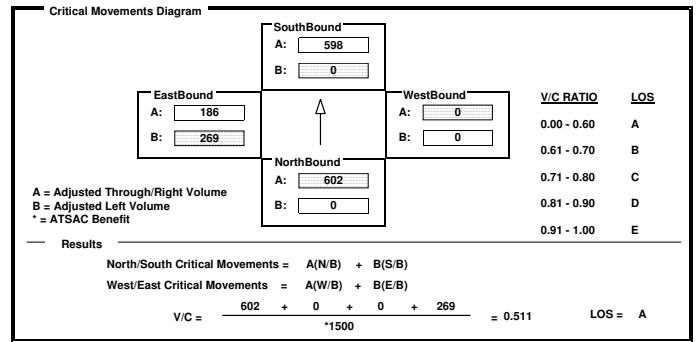 Critical Movements Diagram
SouthBound
A: 598
B: 0
EastBound
A: 186
B: 269
WestBound
A: 0
B: 0
NorthBound
A: 602
B: 0
V/C RATIO LOS
0.00 - 0.60 A
0.61 - 0.70 B
0.71 - 0.80 C
0.81 - 0.90 D
0.91 - 1.00 E
A = Adjusted Through/Right Volume
B = Adjusted Left Volume
* = ATSAC Benefit
Results
North/South Critical Movements = A(N/B) + B(S/B)
West/East Critical Movements = A(W/B) + B(E/B)
602 + 0 + 0 + 269
V/C = = 0.511 LOS = A
*1500